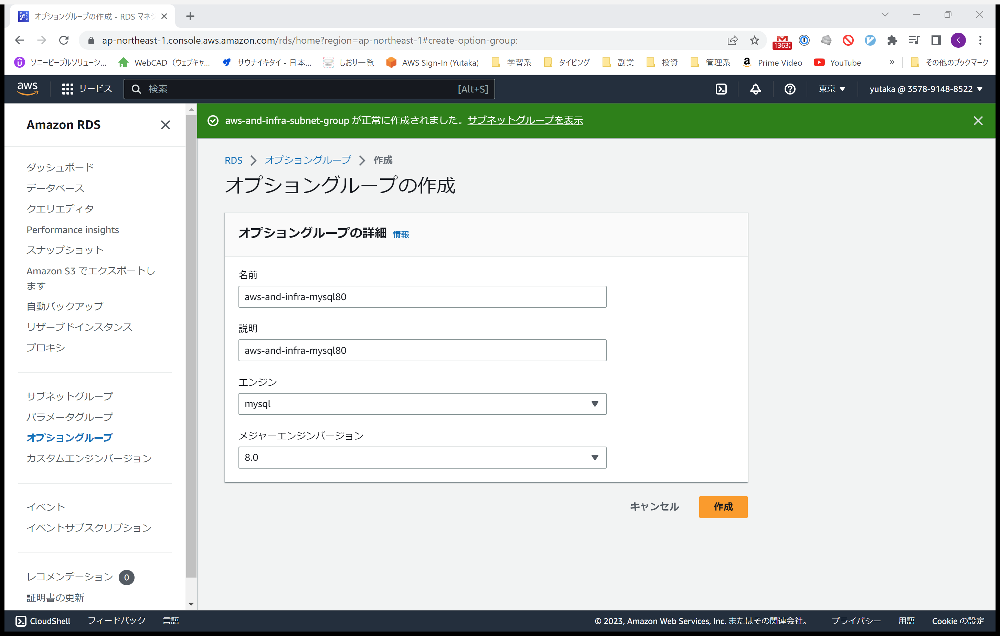 オプショングループの作成 - RDS マネジ
ap-northeast-1.console.aws.amazon.com/rds/home?region=ap-northeast-1#create-option-group:
1363
ソニーピープルソリューシ...
WebCAD（ウェブキャ...
サウナイキタイ - 日本...
しおり一覧
AWS Sign-In (Yutaka)
学習系
タイピング
副業
投資
管理系
Prime Video
YouTube
»
その他のブックマーク
aws
サービス
検索
[Alt+S]
東京
yutaka @ 3578-9148-8522
Amazon RDS
aws-and-infra-subnet-group が正常に作成されました。サブネットグループを表示
ダッシュボード
データベース
クエリエディタ
Performance insights
スナップショット
Amazon S3 でエクスポートし
ます
自動バックアップ
リザーブドインスタンス
プロキシ
サブネットグループ
パラメータグループ
オプショングループ
カスタムエンジンバージョン
イベント
イベントサブスクリプション
レコメンデーション 0
証明書の更新
RDS > オプショングループ > 作成
オプショングループの作成
オプショングループの詳細 情報
名前
aws-and-infra-mysql80
説明
aws-and-infra-mysql80
エンジン
mysql
メジャーエンジンバージョン
8.0
キャンセル
作成
CloudShell
フィードバック
言語
© 2023, Amazon Web Services, Inc. またはその関連会社。
プライバシー
用語
Cookie の設定